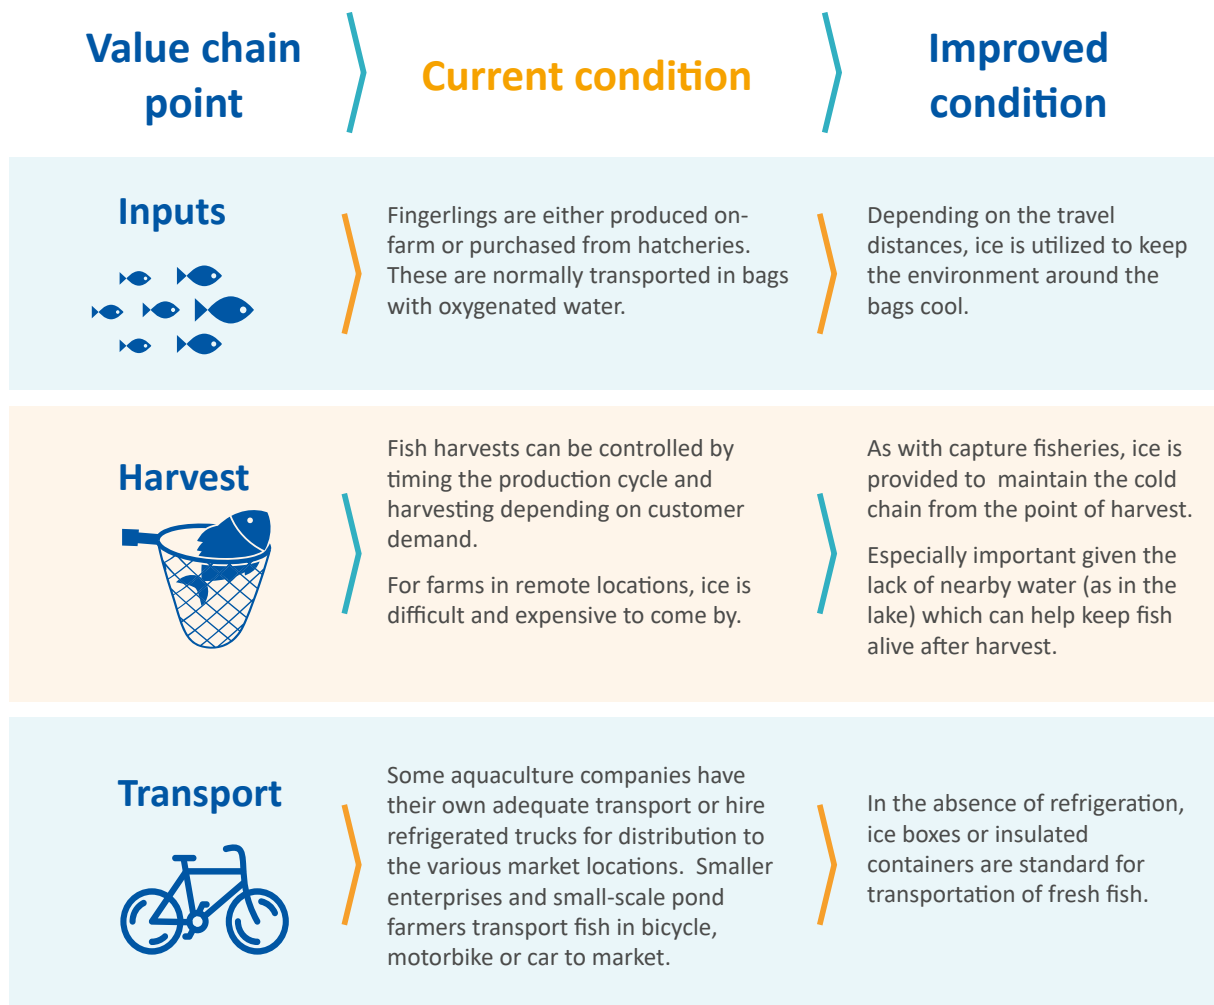 Value chain
point
Current condition
Improved
condition
Inputs
Fingerlings are either produced on-
farm or purchased from hatcheries.
These are normally transported in bags
with oxygenated water.
Depending on the travel
distances, ice is utilized to keep
the environment around the
bags cool.
Harvest
Fish harvests can be controlled by
timing the production cycle and
harvesting depending on customer
demand.
For farms in remote locations, ice is
difficult and expensive to come by.
As with capture fisheries, ice is
provided to  maintain the cold
chain from the point of harvest.
Especially important given the
lack of nearby water (as in the
lake) which can help keep fish
alive after harvest.
Transport
Some aquaculture companies have
their own adequate transport or hire
refrigerated trucks for distribution to
the various market locations.  Smaller
enterprises and small-scale pond
farmers transport fish in bicycle,
motorbike or car to market.
In the absence of refrigeration,
ice boxes or insulated
containers are standard for
transportation of fresh fish.